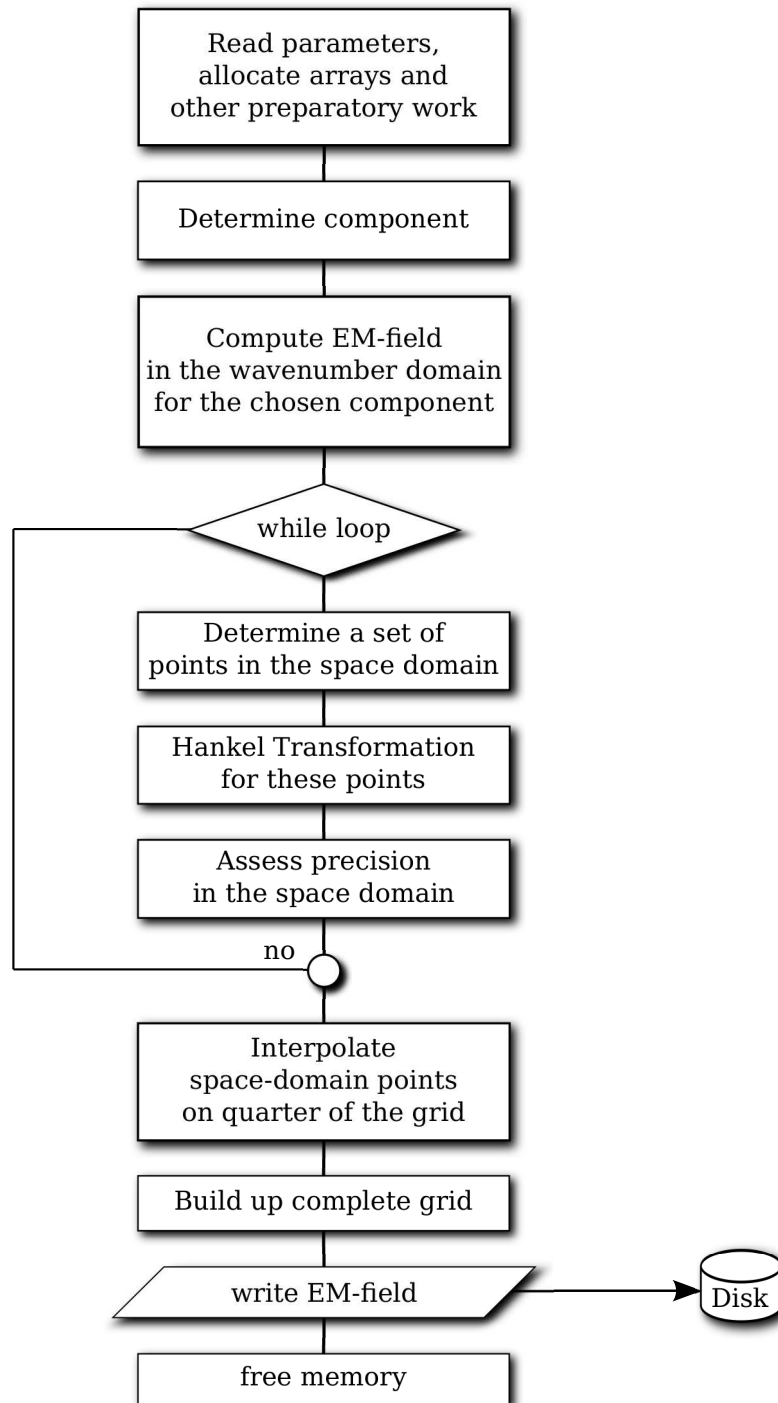 Read parameters,
allocate arrays and
other preparatory work
Determine component
Compute EM-field
in the wavenumber domain
for the chosen component
while loop
Determine a set of
points in the space domain
Hankel Transformation
for these points
Assess precision
in the space domain
no
Interpolate
space-domain points
on quarter of the grid
Build up complete grid
write EM-field
Disk
free memory